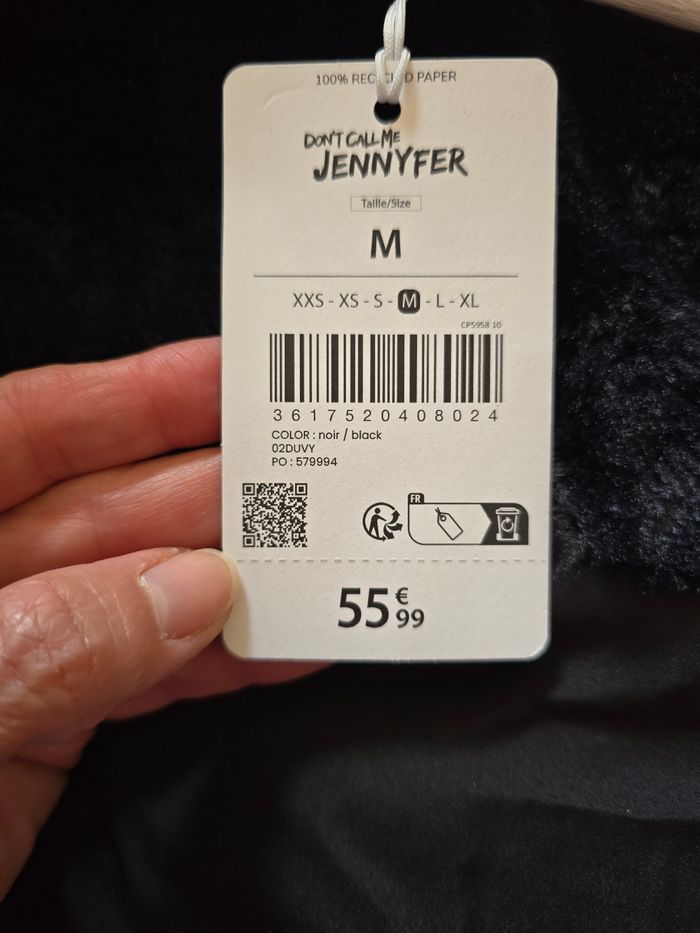 100% RECYCLED PAPER
DON'T CALL ME
JENNYFER
Taille/Size
M
XXS - XS - S - M - L - XL
CP5958 10
3617520408024
COLOR : noir / black
02DUVY
PO : 579994
FR
55€99